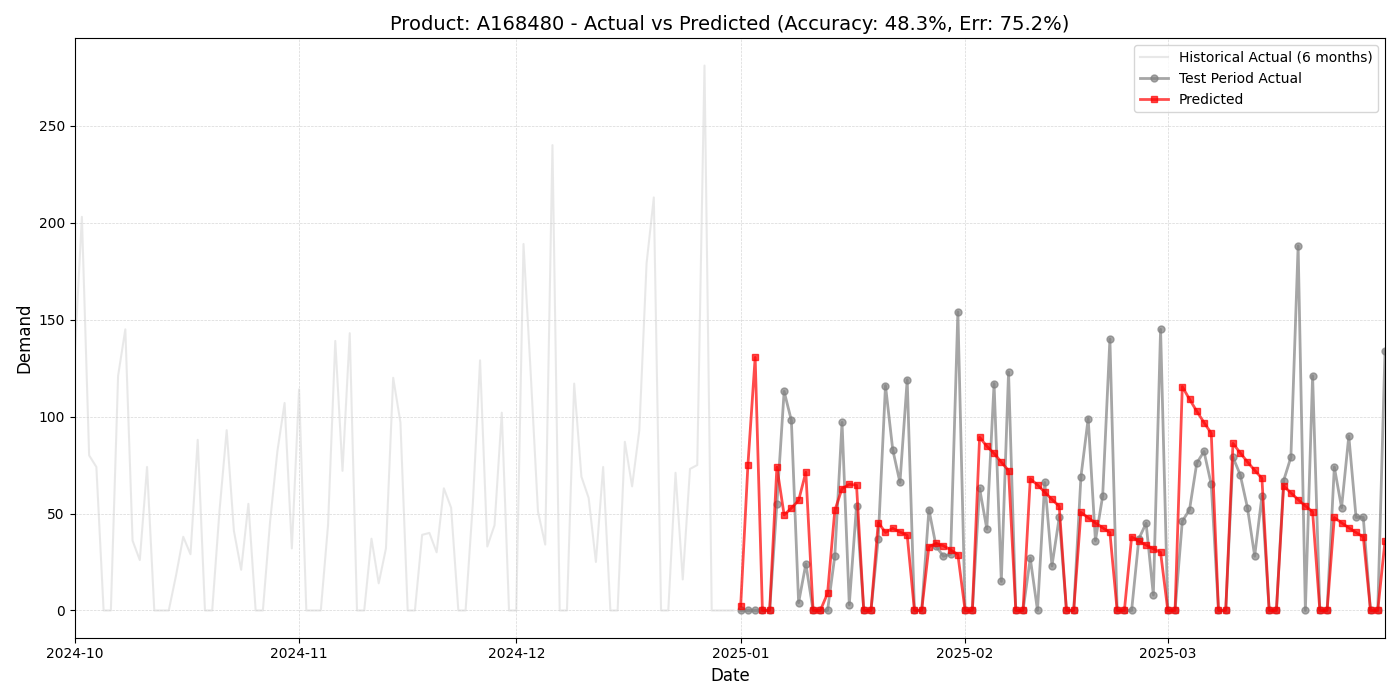 Product: A168480 - Actual vs Predicted (Accuracy: 48.3%, Err: 75.2%)
Historical Actual (6 months)
Test Period Actual
Predicted
Demand
250
200
150
100
50
0
2024-10
2024-11
2024-12
2025-01
2025-02
2025-03
Date